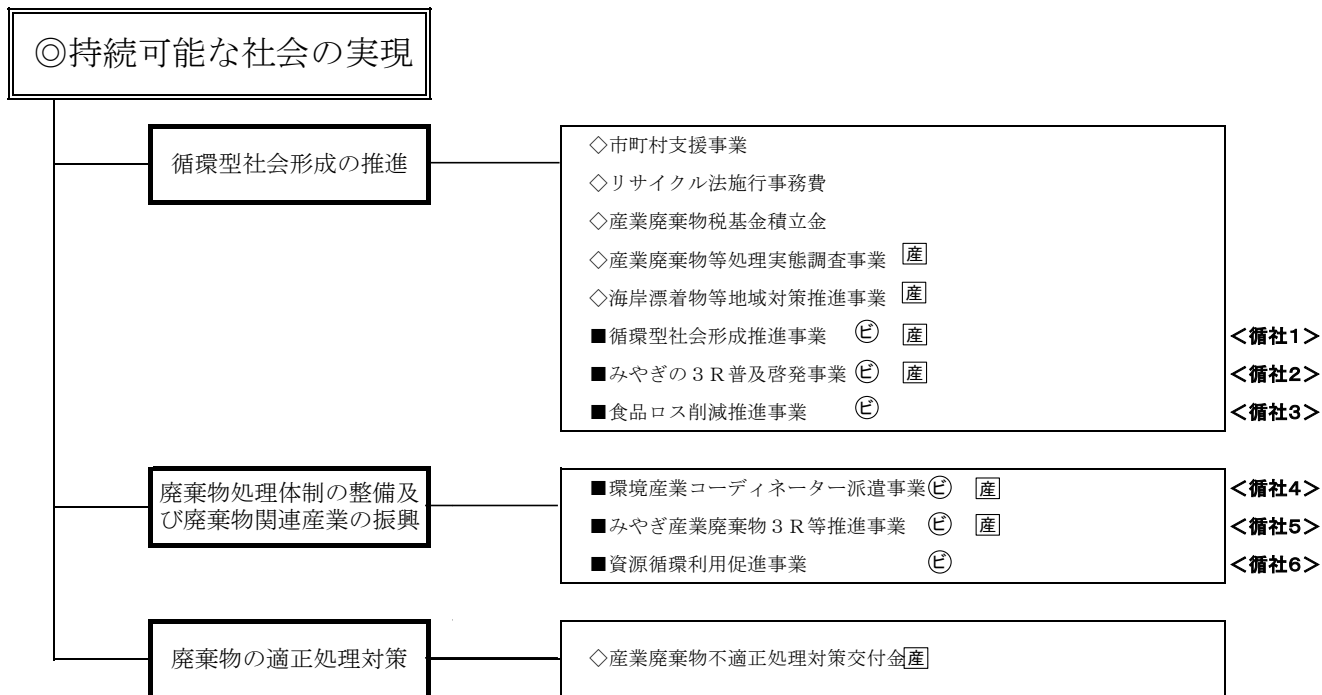 ◎持続可能な社会の実現
循環型社会形成の推進
◇市町村支援事業
◇リサイクル法施行事務費
◇産業廃棄物税基金積立金
◇産業廃棄物等処理実態調査事業 産
◇海岸漂着物等地域対策推進事業 産
■循環型社会形成推進事業 ビ 産 <循社1>
■みやぎの3R普及啓発事業 ビ 産 <循社2>
■食品ロス削減推進事業 ビ <循社3>
廃棄物処理体制の整備及
び廃棄物関連産業の振興
■環境産業コーディネーター派遣事業 ビ 産 <循社4>
■みやぎ産業廃棄物3R等推進事業 ビ 産 <循社5>
■資源循環利用促進事業 ビ <循社6>
廃棄物の適正処理対策
◇産業廃棄物不適正処理対策交付金 産